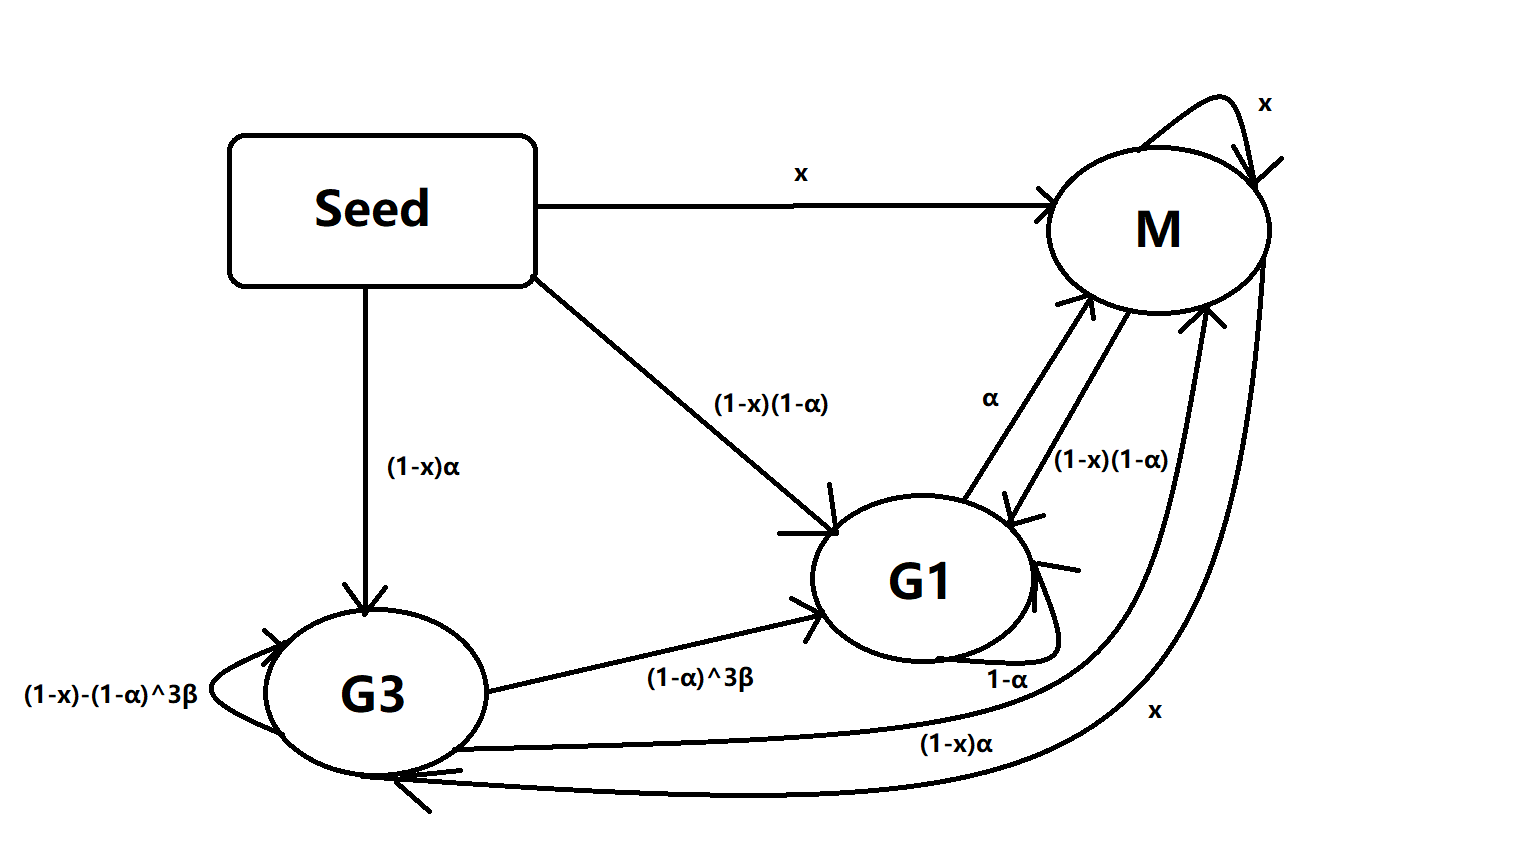 x
x
Seed
M
α
(1-x)(1-α)
(1-x)(1-α)
(1-x)α
G1
(1-α)^3β
1-α
(1-x)-(1-α)^3β
G3
x
(1-x)α